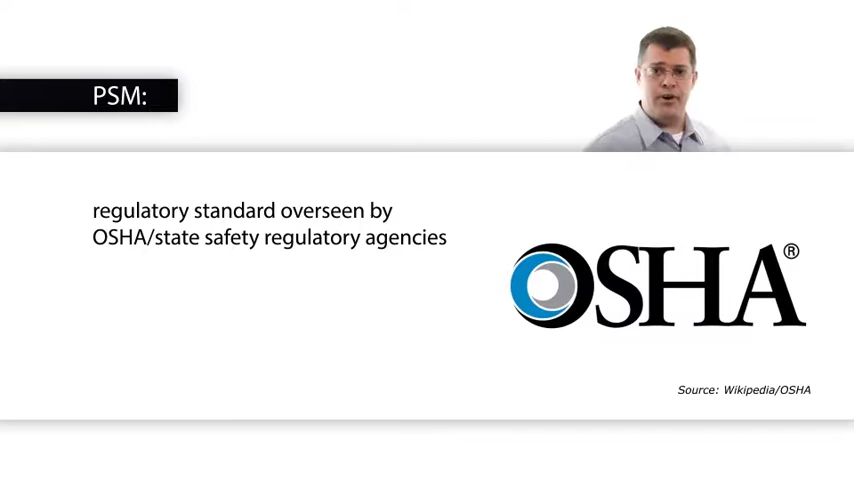 PSM:
regulatory standard overseen by
OSHA/state safety regulatory agencies
OSHA®
Source: Wikipedia/OSHA